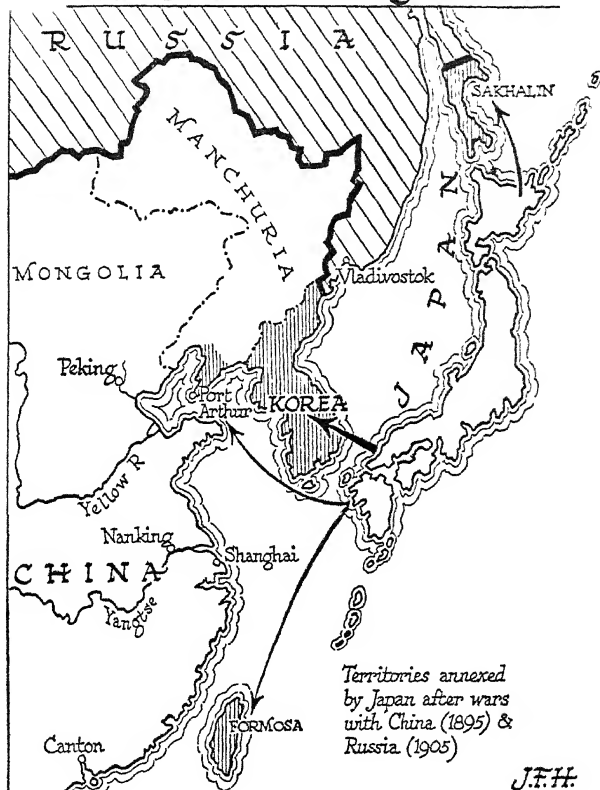 RUSSIA
SAKHALIN
MANCHURIA
MONGOLIA
Vladivostok
JAPAN
Peking
Port
Arthur
KOREA
Yellow R
Nanking
Shanghai
CHINA
Yangtse
Territories annexed
by Japan after wars
with China (1895) &
Russia (1905)
FORMOSA
Canton
J.F.H.